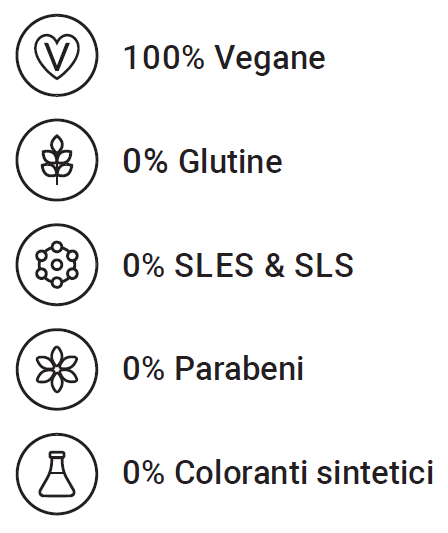 V
100% Vegane
0% Glutine
0% SLES & SLS
0% Parabeni
0% Coloranti sintetici